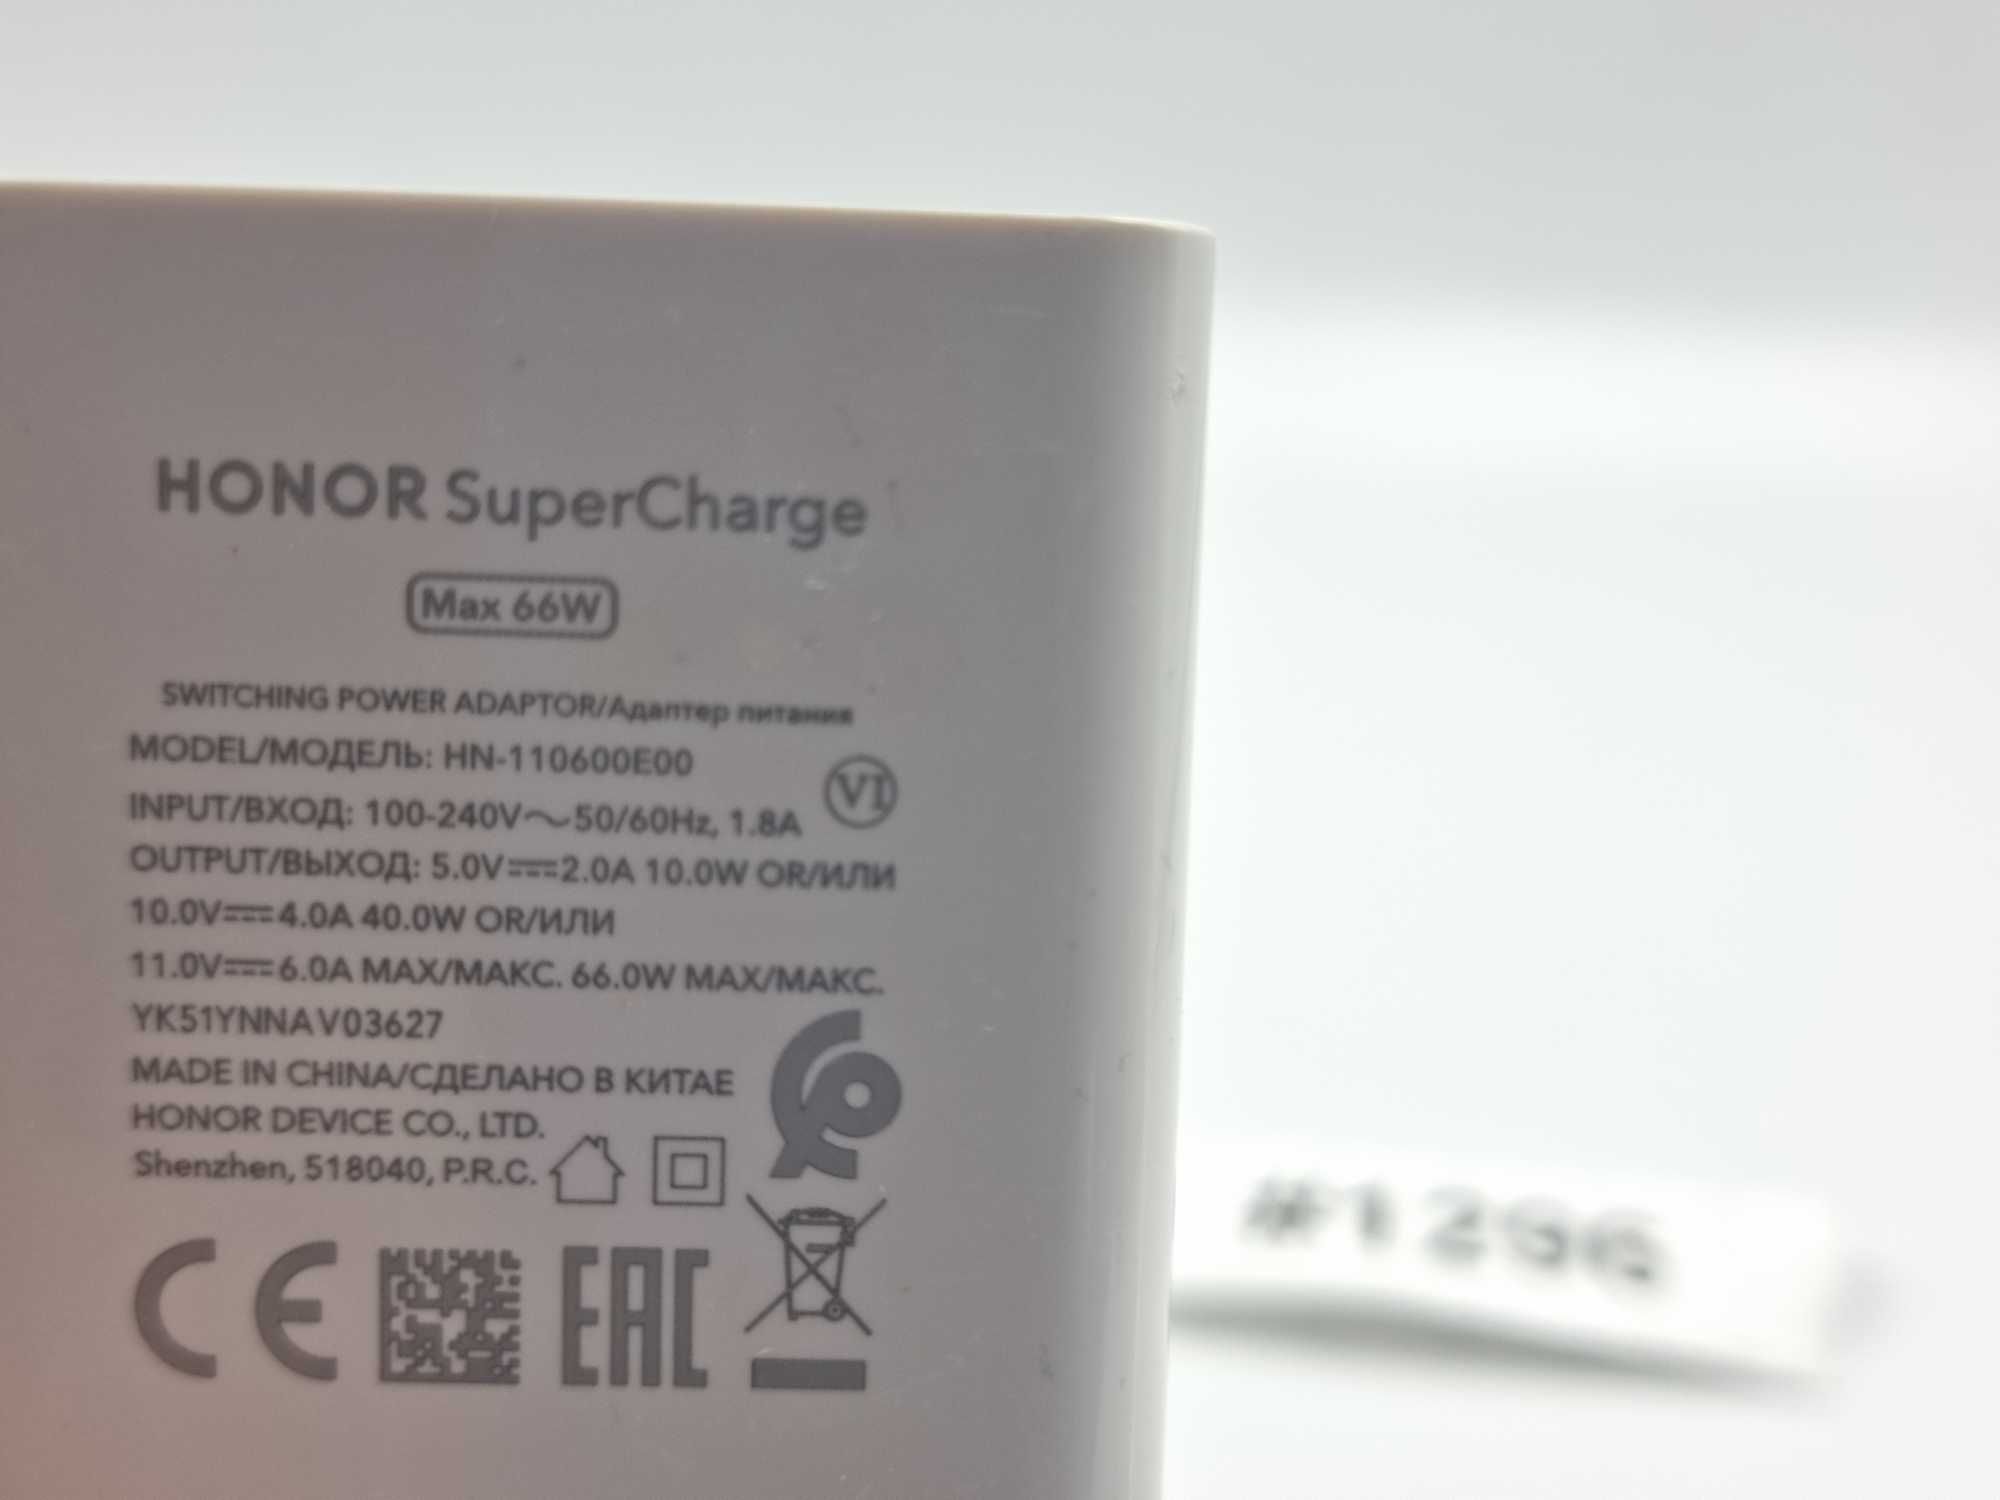 HONOR SuperCharge
Max 66W
SWITCHING POWER ADAPTOR/Адаптер питания
MODEL/МОДЕЛЬ: HN-110600E00
VI
INPUT/ВХОД: 100-240V~50/60Hz, 1.8A
OUTPUT/ВЫХОД: 5.0V⎓2.0A 10.0W OR/ИЛИ
10.0V⎓4.0A 40.0W OR/ИЛИ
11.0V⎓6.0A MAX/МАКС. 66.0W MAX/МАКС.
YK51YNNAV03627
MADE IN CHINA/СДЕЛАНО В КИТАЕ
HONOR DEVICE CO., LTD.
Shenzhen, 518040, P.R.C.
CE EAC
#1296